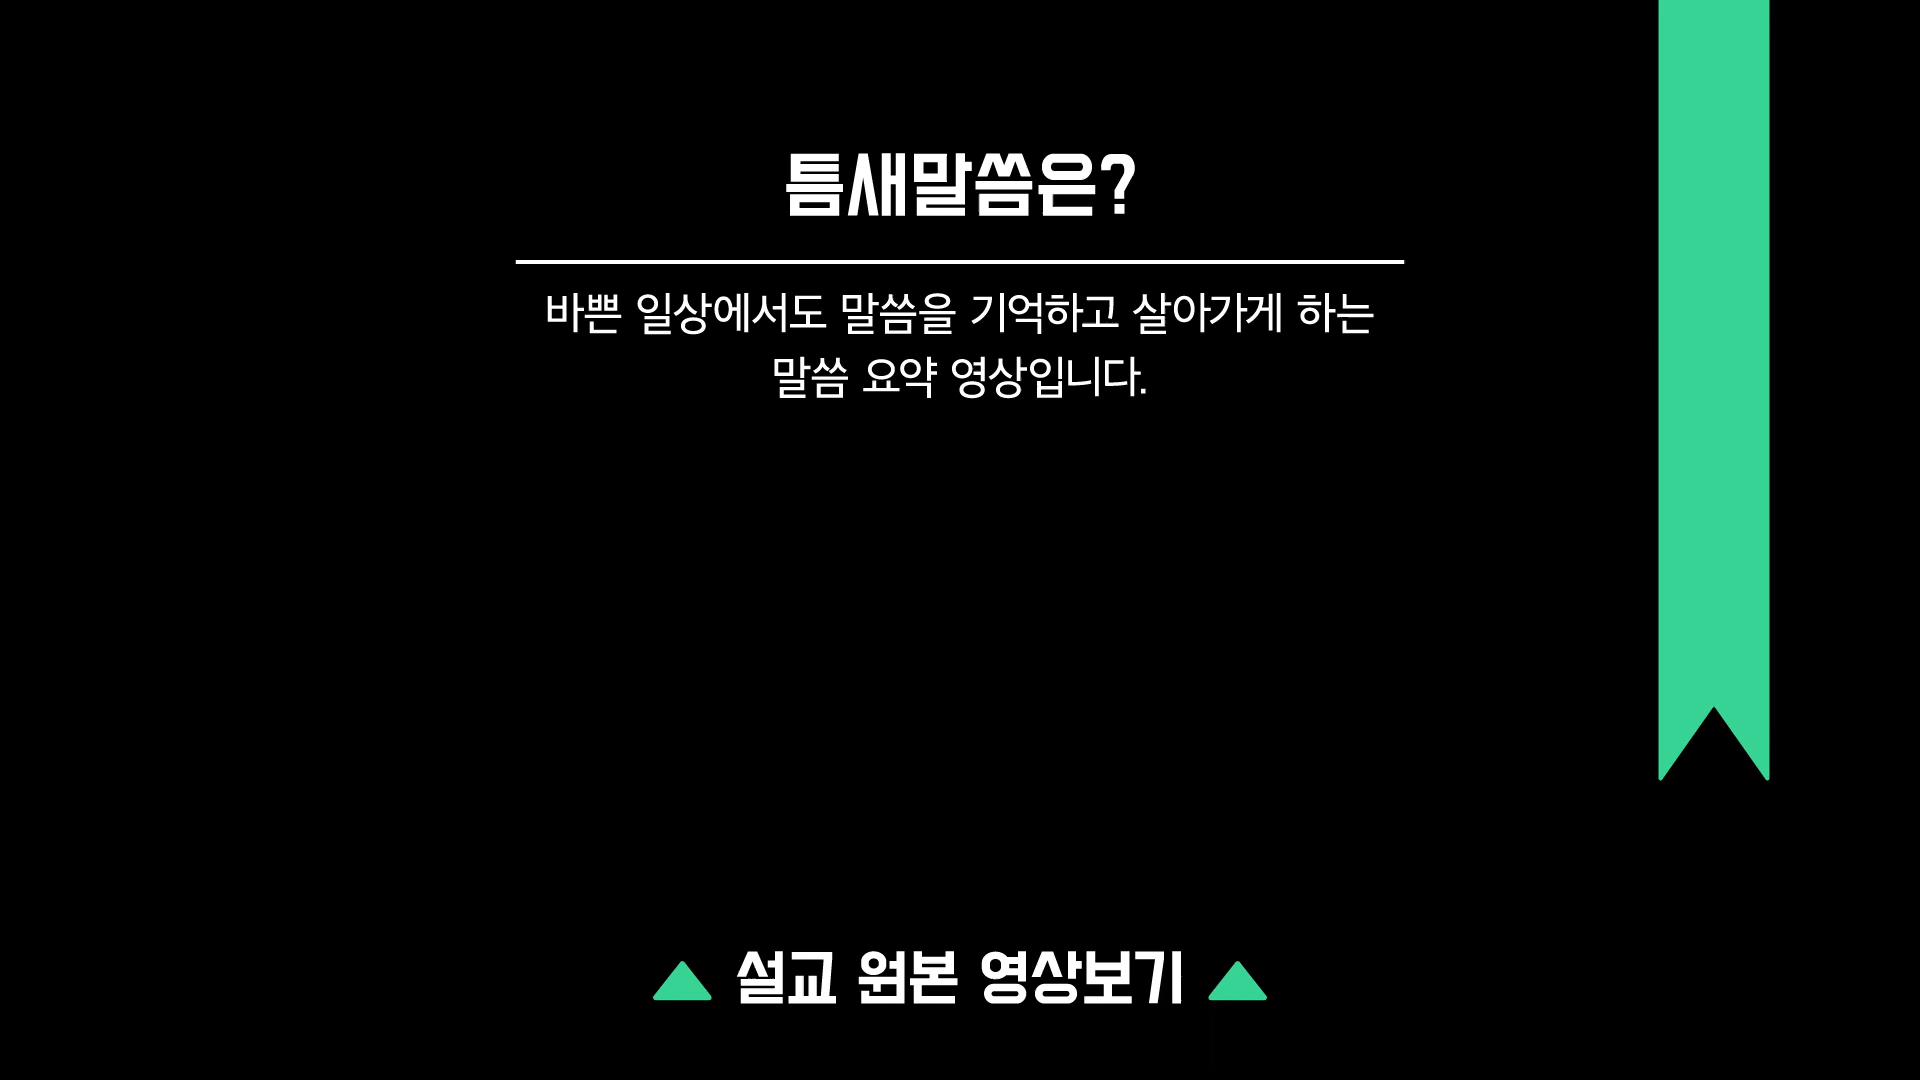 틈새말씀은?
바쁜 일상에서도 말씀을 기억하고 살아가게 하는
말씀 요약 영상입니다.
설교 원본 영상보기